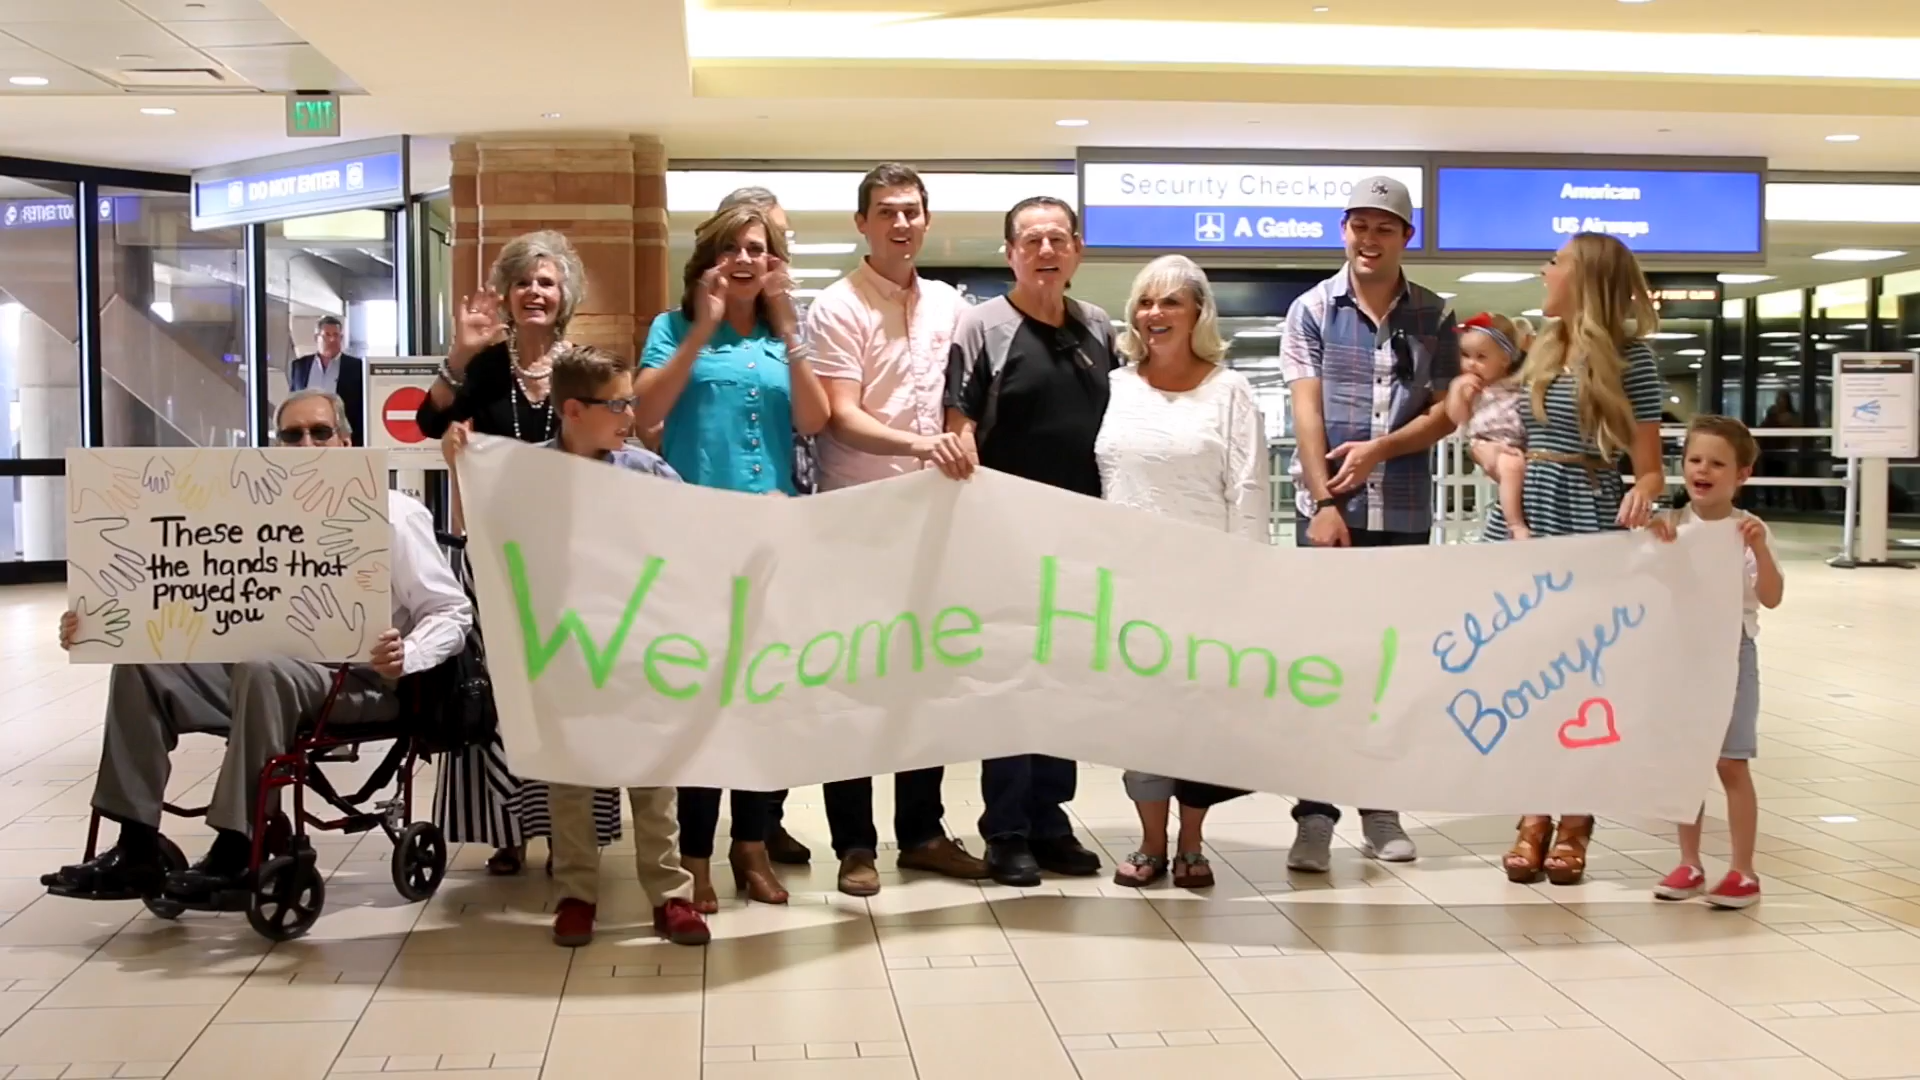 EXIT
DO NOT ENTER
Security Checkpo
A Gates
American
US Airways
These are
the hands that
prayed for
you
Welcome Home!
Elder
Bowyer